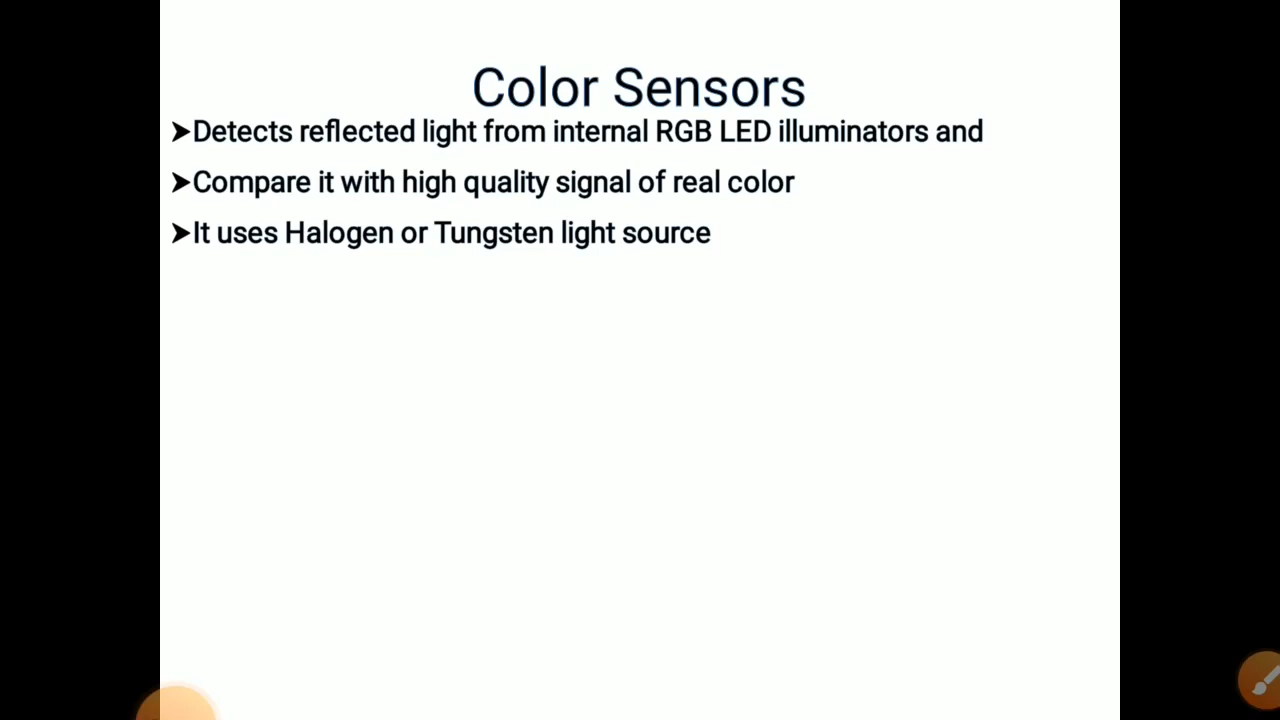 Color Sensors
➤Detects reflected light from internal RGB LED illuminators and
➤Compare it with high quality signal of real color
➤It uses Halogen or Tungsten light source